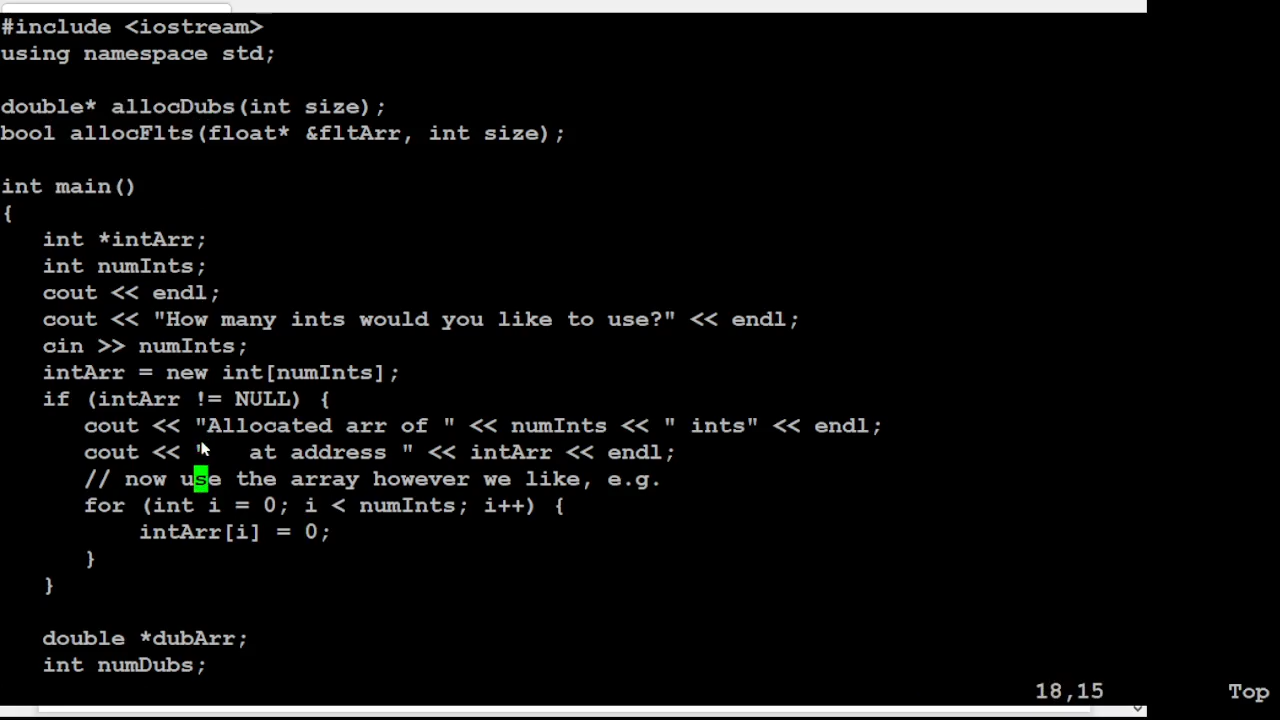 #include <iostream>
using namespace std;

double* allocDubs(int size);
bool allocFlts(float* &fltArr, int size);

int main()
{
   int *intArr;
   int numInts;
   cout << endl;
   cout << "How many ints would you like to use?" << endl;
   cin >> numInts;
   intArr = new int[numInts];
   if (intArr != NULL) {
      cout << "Allocated arr of " << numInts << " ints" << endl;
      cout << "   at address " << intArr << endl;
      // now use the array however we like, e.g.
      for (int i = 0; i < numInts; i++) {
          intArr[i] = 0;
      }
   }

   double *dubArr;
   int numDubs;
18,15 Top